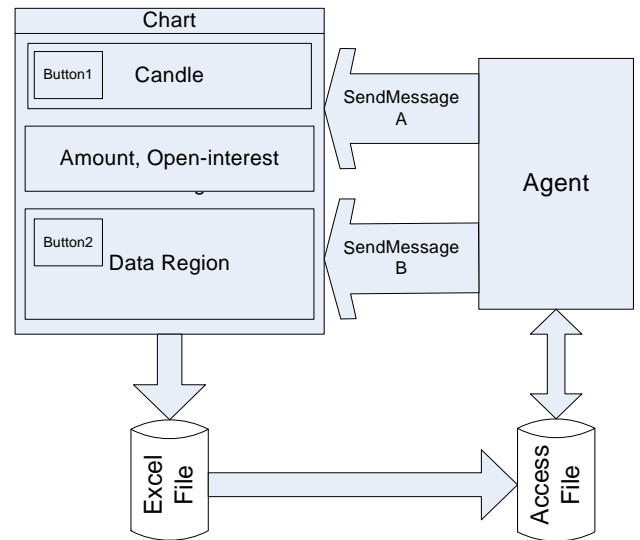 Chart
Button1
Candle
Amount, Open-interest
Button2
Data Region
SendMessage
A
SendMessage
B
Agent
Excel
File
Access
File